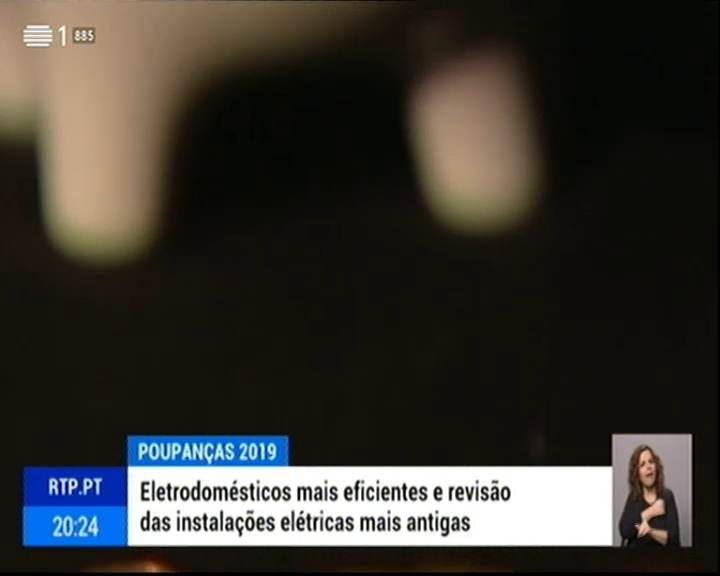 1 885
POUPANÇAS 2019
RTP.PT
Eletrodomésticos mais eficientes e revisão
das instalações elétricas mais antigas
20:24